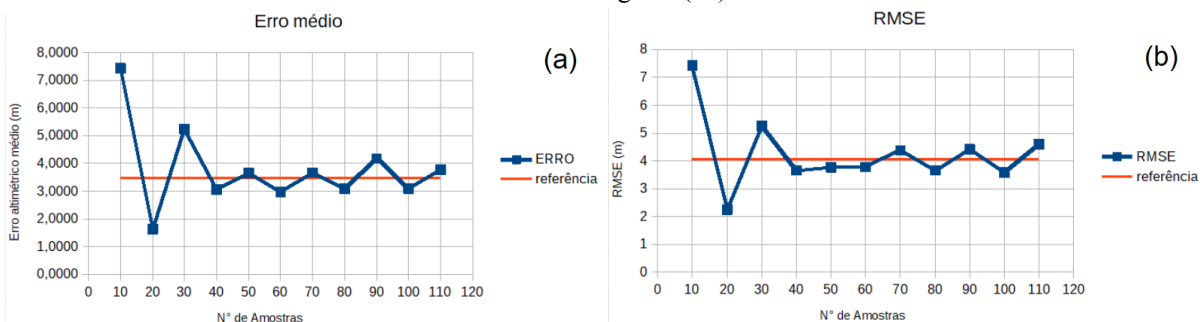 Erro médio
(a)
Erro altimétrico médio (m)
8,0000
7,0000
6,0000
5,0000
4,0000
3,0000
2,0000
1,0000
0,0000
0 10 20 30 40 50 60 70 80 90 100 110 120
N° de Amostras
ERRO
referência
RMSE
(b)
RMSE (m)
8
7
6
5
4
3
2
1
0
0 10 20 30 40 50 60 70 80 90 100 110 120
N° de Amostras
RMSE
referência